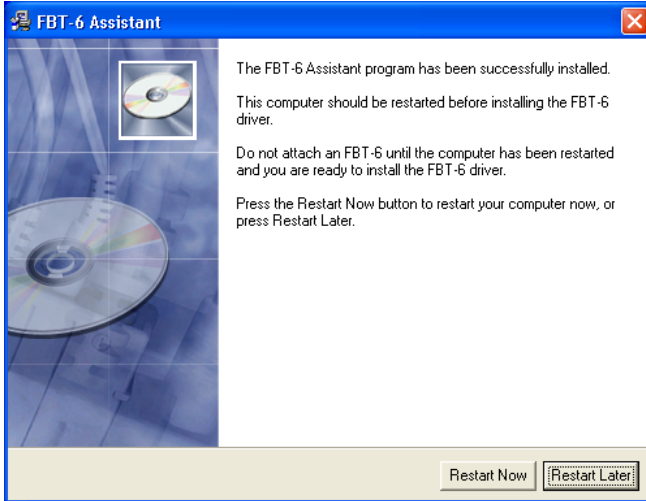 FBT-6 Assistant
The FBT-6 Assistant program has been successfully installed.
This computer should be restarted before installing the FBT-6
driver.
Do not attach an FBT-6 until the computer has been restarted
and you are ready to install the FBT-6 driver.
Press the Restart Now button to restart your computer now, or
press Restart Later.
Restart Now
Restart Later